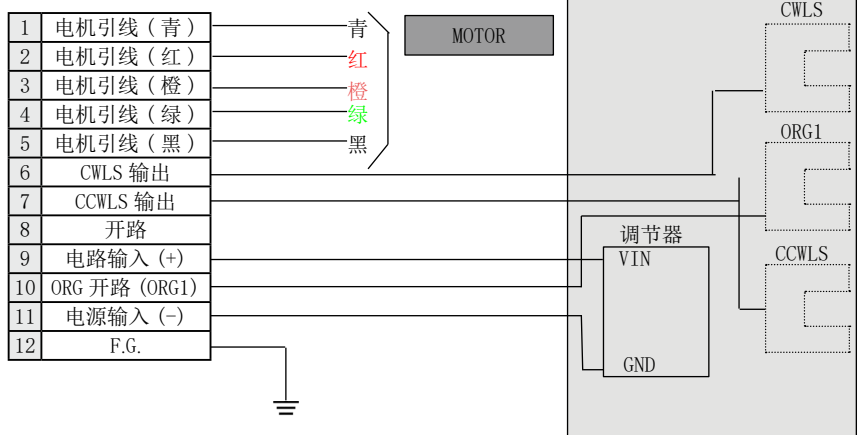 1 电机引线 ( 青 )
2 电机引线 ( 红 )
3 电机引线 ( 橙 )
4 电机引线 ( 绿 )
5 电机引线 ( 黑 )
6 CWLS 输出
7 CCWLS 输出
8 开路
9 电路输入 (+)
10 ORG 开路 (ORG1)
11 电源输入 (-)
12 F.G.
青
红
橙
绿
黑
MOTOR
调节器
VIN
GND
CWLS
ORG1
CCWLS